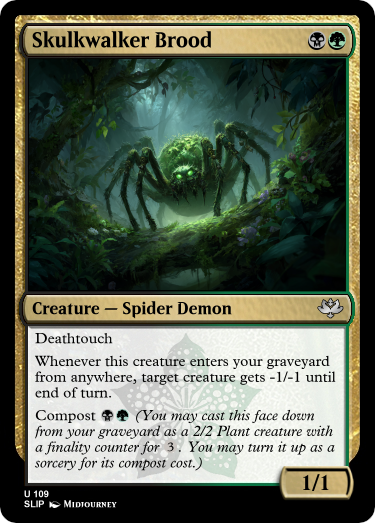 Skulkwalker Brood
Creature — Spider Demon
Deathtouch
Whenever this creature enters your graveyard
from anywhere, target creature gets -1/-1 until
end of turn.
Compost (You may cast this face down
from your graveyard as a 2/2 Plant creature with
a finality counter for 3 . You may turn it up as a
sorcery for its compost cost.)
1/1
U 109
SLIP Midjourney